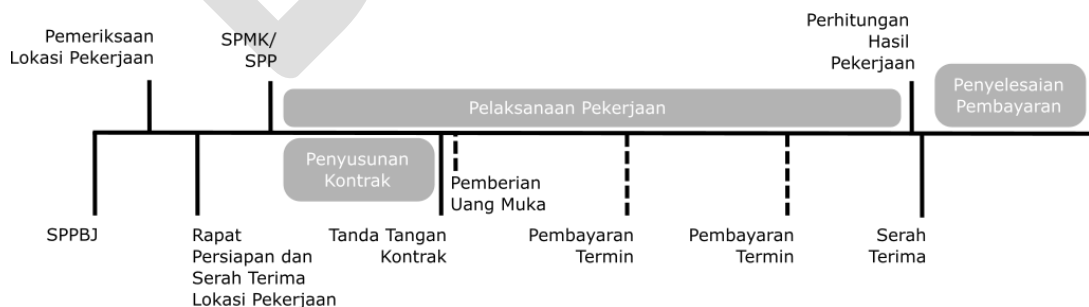 Pemeriksaan
Lokasi Pekerjaan
SPMK/
SPP
Perhitungan
Hasil
Pekerjaan
Pelaksanaan Pekerjaan
Penyelesaian
Pembayaran
Penyusunan
Kontrak
Pemberian
Uang Muka
SPPBJ
Rapat
Persiapan dan
Serah Terima
Lokasi Pekerjaan
Tanda Tangan
Kontrak
Pembayaran
Termin
Pembayaran
Termin
Serah
Terima